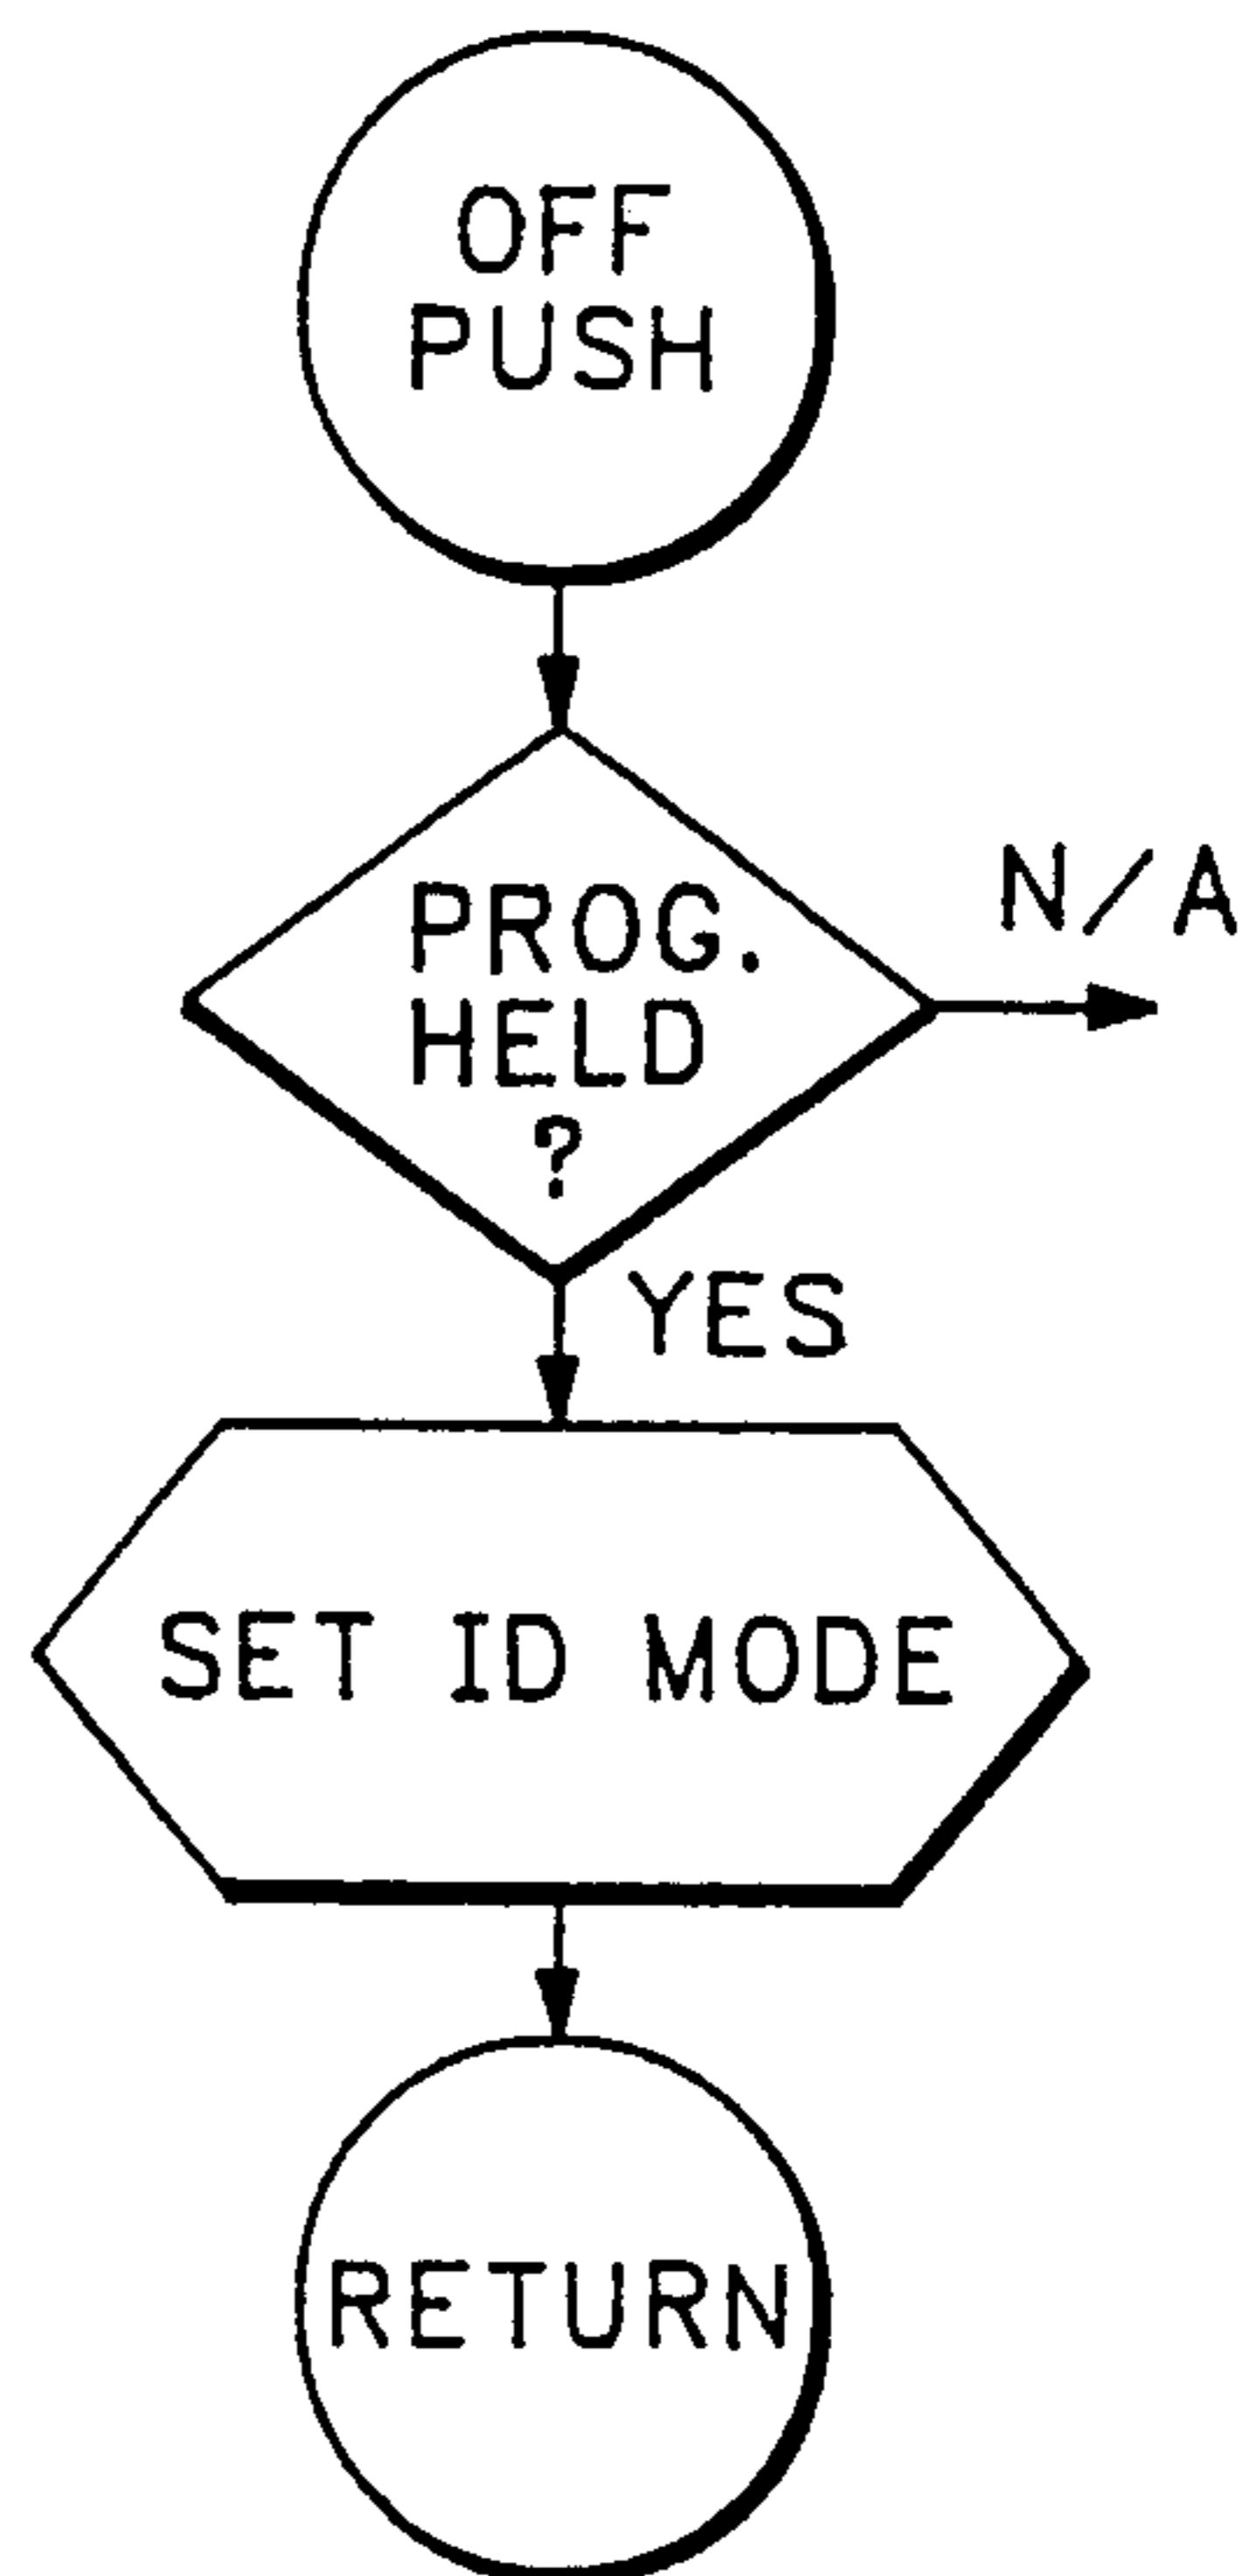 OFF
PUSH
PROG.
HELD
?
N/A
YES
SET ID MODE
RETURN